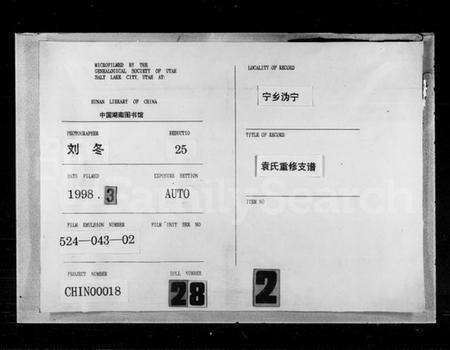 MICROFILMED BY THE
GENEALOGICAL SOCIETY OF UTAH
SALT LAKE CITY, UTAH AT:
HUNAN LIBRARY OF CHINA
中国湖南图书馆
PHOTOGRAPHER REDUCTIO
刘 冬 25
DATE FILMED EXPOSURE SETTION
1998.3 AUTO
FILM EMULSION NUMBER FILM UNIT SER NO
524—043—02
PROJECT NUMBER ROLL NUMBER
CHIN00018 28
LOCALITY OF RECORD
宁乡沩宁
TITLE OF RECORD
袁氏重修支谱
ITEM NO
2
FamilySearch